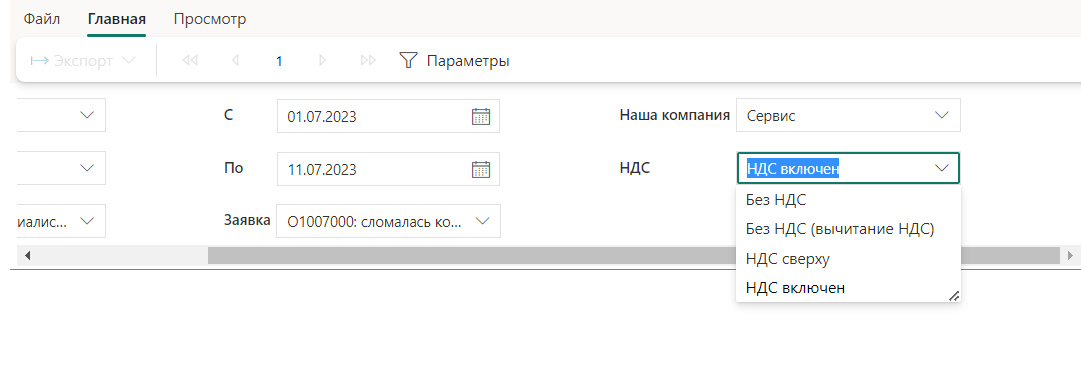 Файл Главная Просмотр
Экспорт 1 Параметры
С 01.07.2023 Наша компания Сервис
По 11.07.2023 НДС НДС включен
Без НДС
иалис... Заявка О1007000: сломалась ко...
Без НДС (вычитание НДС)
НДС сверху
НДС включен